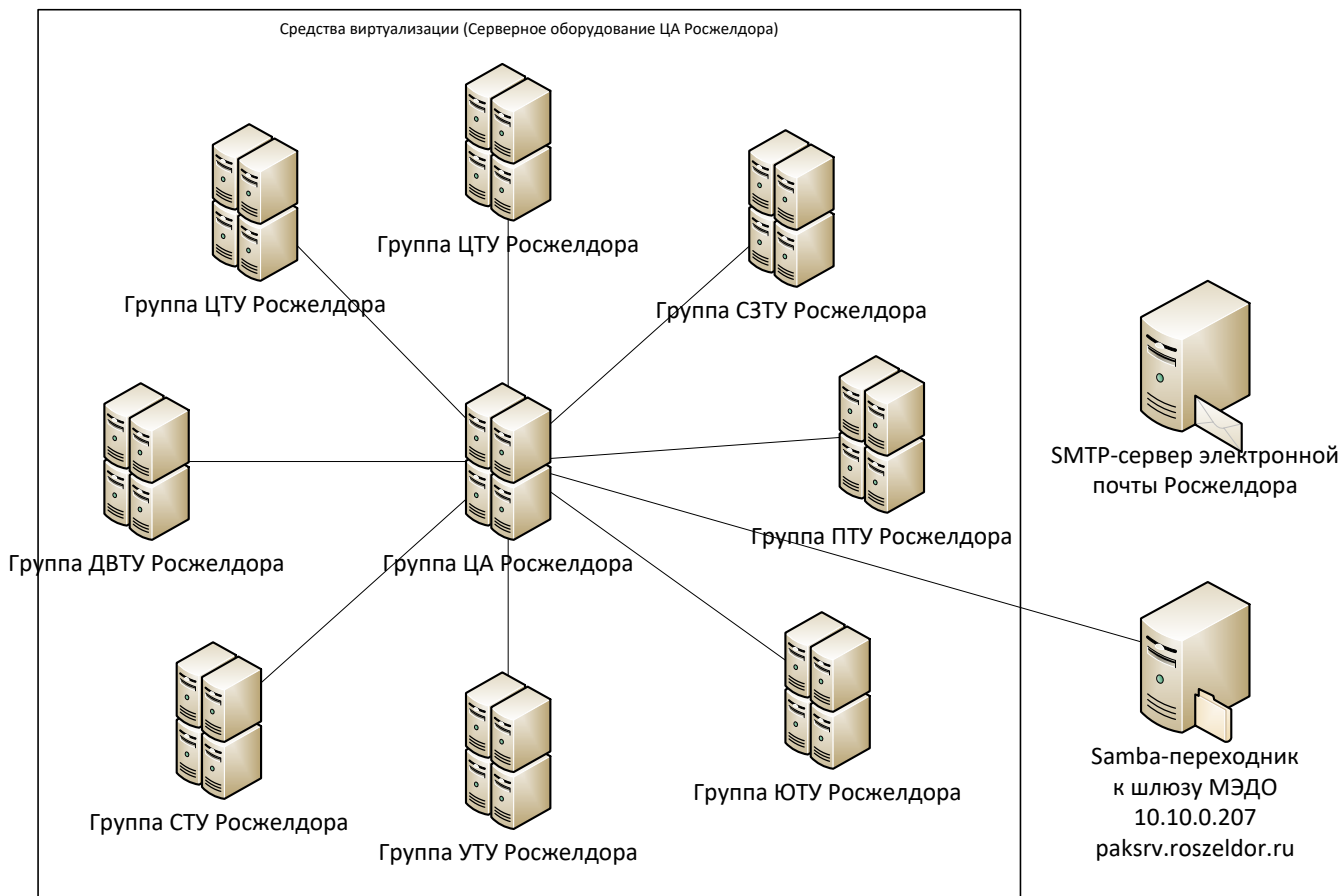 Средства виртуализации (Серверное оборудование ЦА Росжелдора)
Группа ЦТУ Росжелдора
Группа ЦТУ Росжелдора
Группа СЗТУ Росжелдора
SMTP-сервер электронной
почты Росжелдора
Группа ПТУ Росжелдора
Группа ДВТУ Росжелдора
Группа ЦА Росжелдора
Samba-переходник
к шлюзу МЭДО
10.10.0.207
paksrv.roszeldor.ru
Группа ЮТУ Росжелдора
Группа СТУ Росжелдора
Группа УТУ Росжелдора